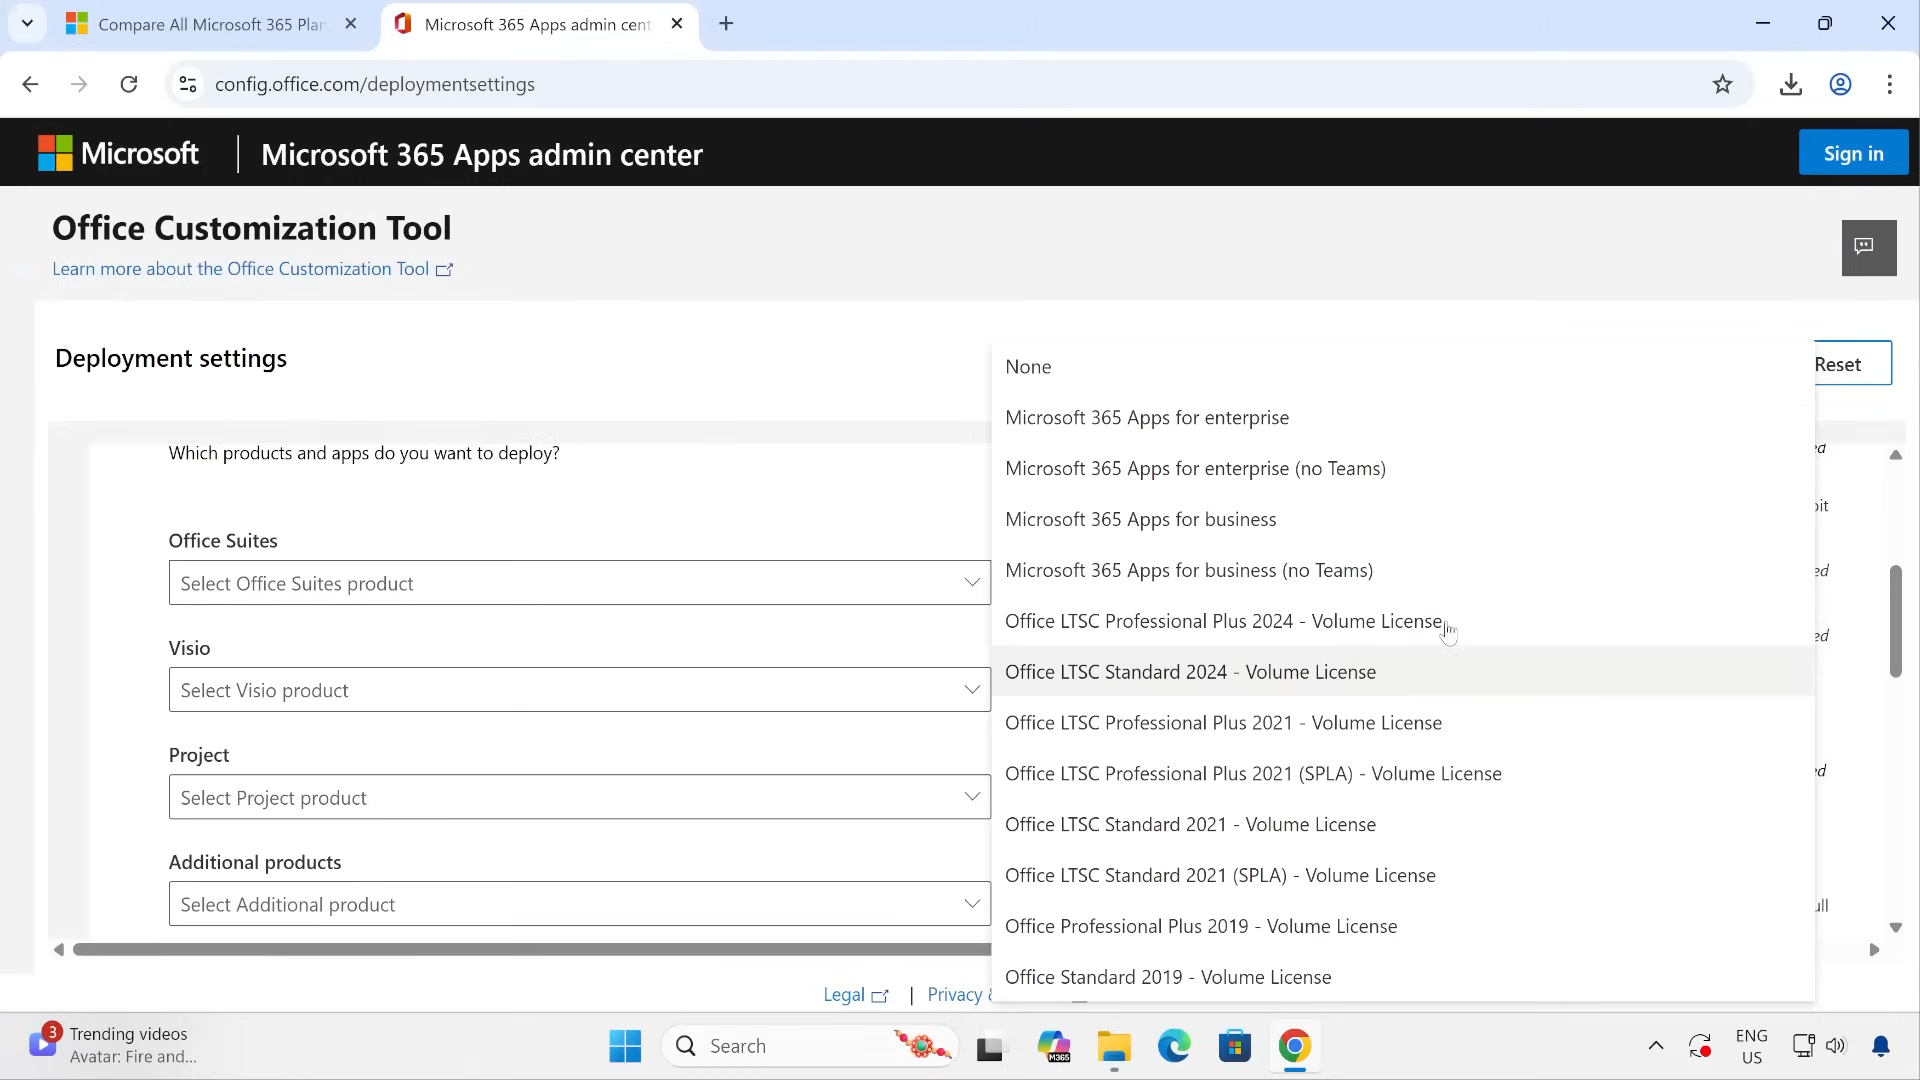 Compare All Microsoft 365 Plan
Microsoft 365 Apps admin cent
config.office.com/deploymentsettings
Microsoft
Microsoft 365 Apps admin center
Sign in
Office Customization Tool
Learn more about the Office Customization Tool
Deployment settings
Reset
Which products and apps do you want to deploy?
Office Suites
Select Office Suites product
Visio
Select Visio product
Project
Select Project product
Additional products
Select Additional product
None
Microsoft 365 Apps for enterprise
Microsoft 365 Apps for enterprise (no Teams)
Microsoft 365 Apps for business
Microsoft 365 Apps for business (no Teams)
Office LTSC Professional Plus 2024 - Volume License
Office LTSC Standard 2024 - Volume License
Office LTSC Professional Plus 2021 - Volume License
Office LTSC Professional Plus 2021 (SPLA) - Volume License
Office LTSC Standard 2021 - Volume License
Office LTSC Standard 2021 (SPLA) - Volume License
Office Professional Plus 2019 - Volume License
Office Standard 2019 - Volume License
Legal | Privacy
3
Trending videos
Avatar: Fire and...
Search
M365
ENG
US